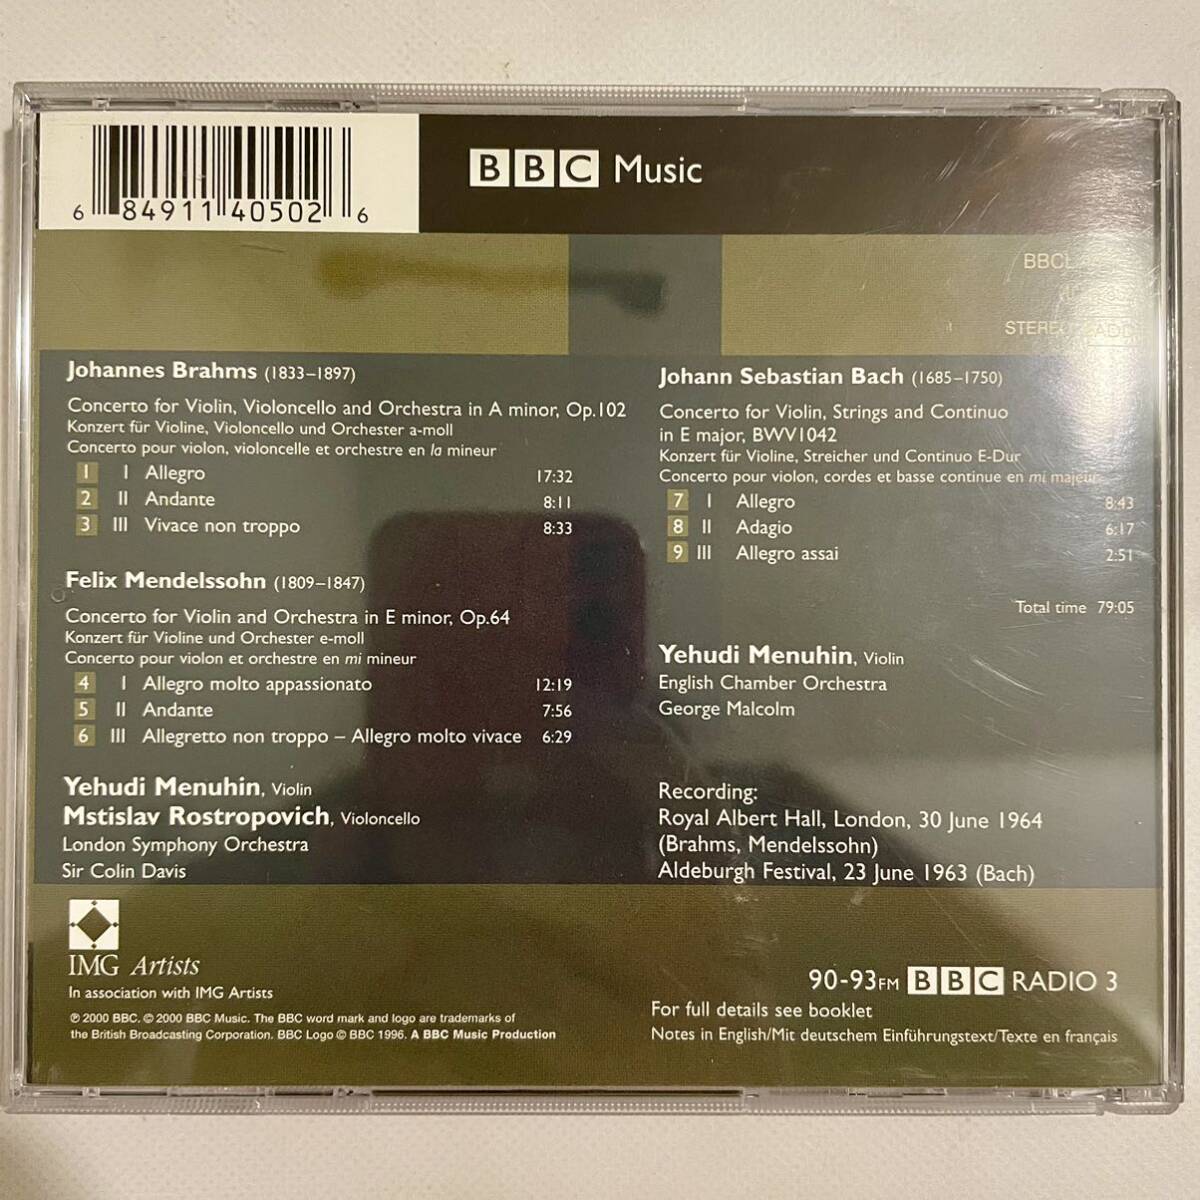 6 84911 40502 6
BBC Music
STEREO
Johannes Brahms (1833–1897)
Concerto for Violin, Violoncello and Orchestra in A minor, Op.102
Konzert für Violine, Violoncello und Orchester a-moll
Concerto pour violon, violoncelle et orchestre en la mineur
1 I Allegro 17:32
2 II Andante 8:11
3 III Vivace non troppo 8:33
Felix Mendelssohn (1809–1847)
Concerto for Violin and Orchestra in E minor, Op.64
Konzert für Violine und Orchester e-moll
Concerto pour violon et orchestre en mi mineur
4 I Allegro molto appassionato 12:19
5 II Andante 7:56
6 III Allegretto non troppo – Allegro molto vivace 6:29
Yehudi Menuhin, Violin
Mstislav Rostropovich, Violoncello
London Symphony Orchestra
Sir Colin Davis
Johann Sebastian Bach (1685–1750)
Concerto for Violin, Strings and Continuo
in E major, BWV1042
Konzert für Violine, Streicher und Continuo E-Dur
Concerto pour violon, cordes et basse continue en mi majeur
7 I Allegro 8:43
8 II Adagio 6:17
9 III Allegro assai 2:51
Total time 79:05
Yehudi Menuhin, Violin
English Chamber Orchestra
George Malcolm
Recording:
Royal Albert Hall, London, 30 June 1964
(Brahms, Mendelssohn)
Aldeburgh Festival, 23 June 1963 (Bach)
IMG Artists
In association with IMG Artists
℗ 2000 BBC. © 2000 BBC Music. The BBC word mark and logo are trademarks of
the British Broadcasting Corporation. BBC Logo © BBC 1996. A BBC Music Production
90-93FM BBC RADIO 3
For full details see booklet
Notes in English/Mit deutschem Einführungstext/Texte en français